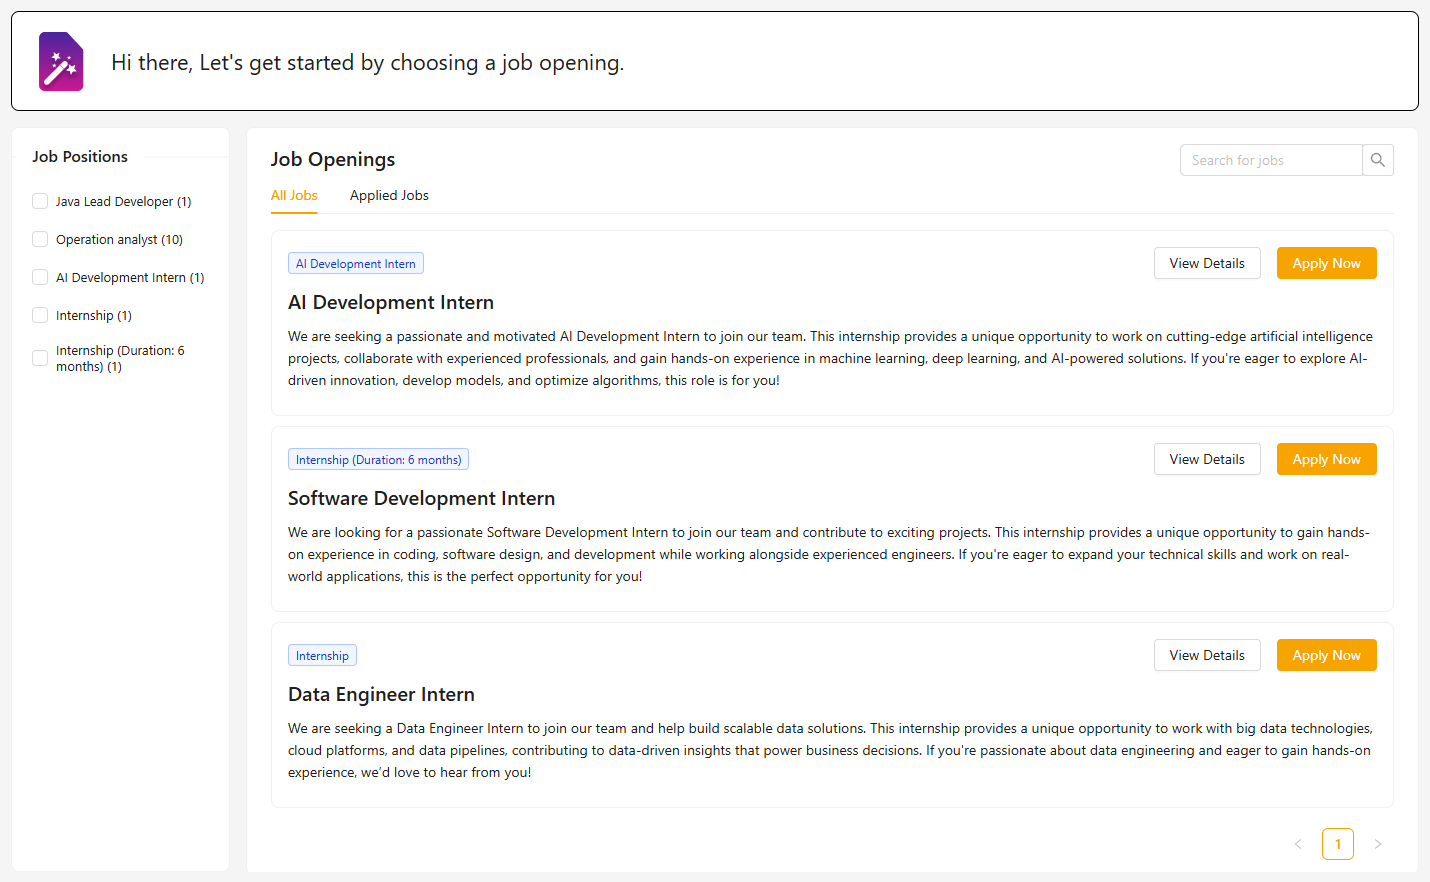 Hi there, Let's get started by choosing a job opening.
Job Positions
Java Lead Developer (1)
Operation analyst (10)
AI Development Intern (1)
Internship (1)
Internship (Duration: 6
months) (1)
Job Openings
Search for jobs
All Jobs
Applied Jobs
AI Development Intern
View Details
Apply Now
AI Development Intern
We are seeking a passionate and motivated AI Development Intern to join our team. This internship provides a unique opportunity to work on cutting-edge artificial intelligence
projects, collaborate with experienced professionals, and gain hands-on experience in machine learning, deep learning, and AI-powered solutions. If you're eager to explore AI-
driven innovation, develop models, and optimize algorithms, this role is for you!
Internship (Duration: 6 months)
View Details
Apply Now
Software Development Intern
We are looking for a passionate Software Development Intern to join our team and contribute to exciting projects. This internship provides a unique opportunity to gain hands-
on experience in coding, software design, and development while working alongside experienced engineers. If you're eager to expand your technical skills and work on real-
world applications, this is the perfect opportunity for you!
Internship
View Details
Apply Now
Data Engineer Intern
We are seeking a Data Engineer Intern to join our team and help build scalable data solutions. This internship provides a unique opportunity to work with big data technologies,
cloud platforms, and data pipelines, contributing to data-driven insights that power business decisions. If you're passionate about data engineering and eager to gain hands-on
experience, we’d love to hear from you!
1